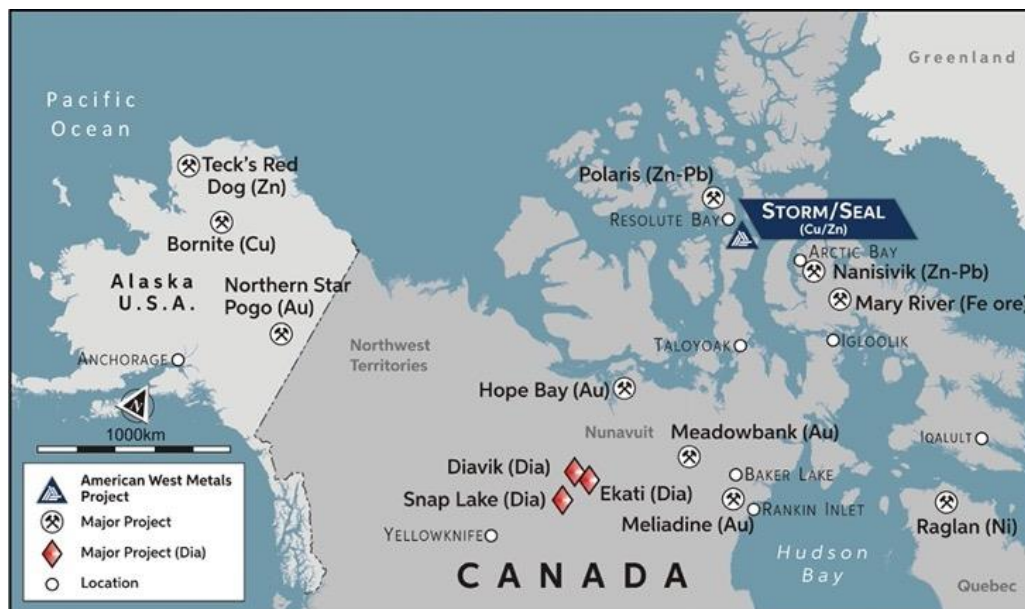 Greenland
Pacific
Ocean
Teck's Red
Dog (Zn)
Bornite (Cu)
Alaska
U.S.A.
Northern Star
Pogo (Au)
ANCHORAGE
N
1000km
American West Metals
Project
Major Project
Major Project (Dia)
Location
Polaris (Zn-Pb)
RESOLUTE BAY
STORM/SEAL
(Cu/Zn)
ARCTIC BAY
Nanisivik (Zn-Pb)
Mary River (Fe ore)
IGLOOLIK
TALOYOAK
Northwest
Territories
Hope Bay (Au)
Nunavuit
Meadowbank (Au)
IQALULT
Diavik (Dia)
Ekati (Dia)
Snap Lake (Dia)
BAKER LAKE
RANKIN INLET
Meliadine (Au)
Raglan (Ni)
YELLOWKNIFE
Hudson
Bay
CANADA
Quebec